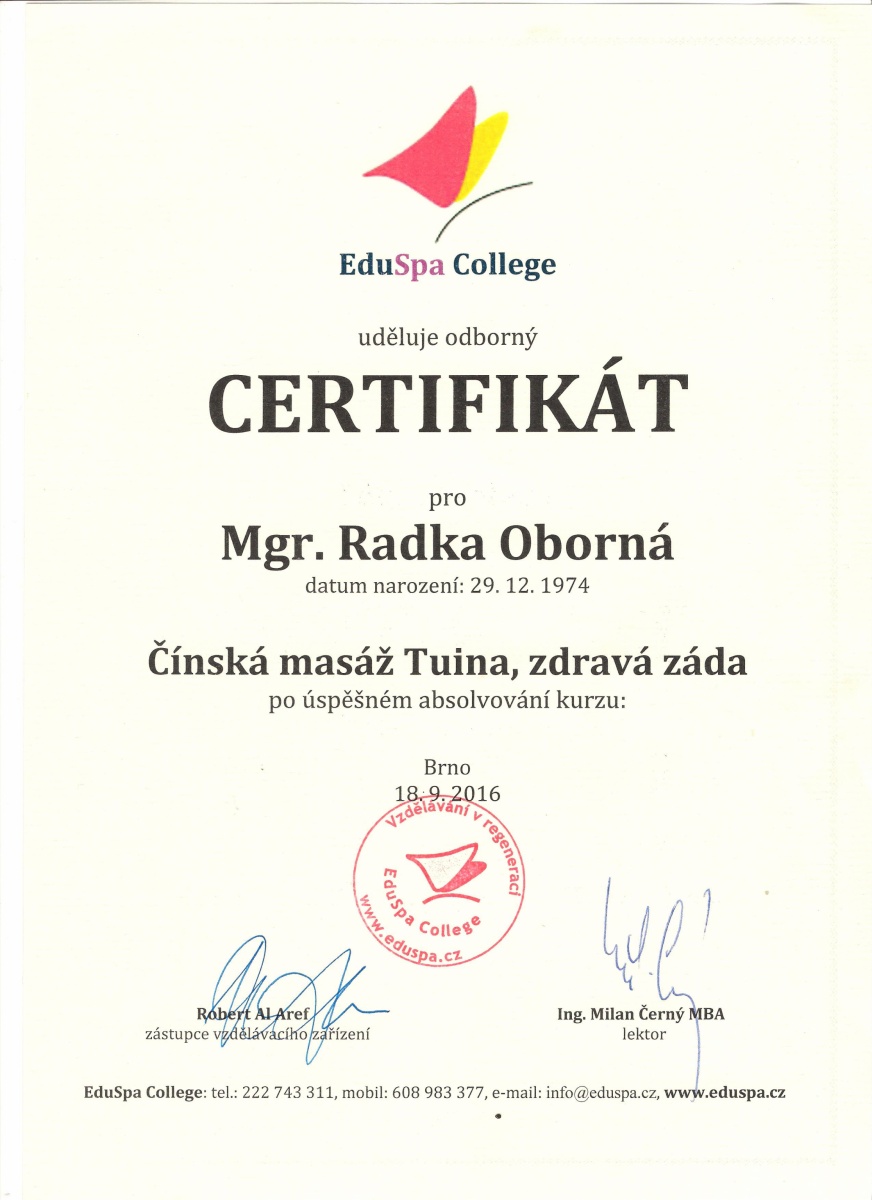 EduSpa College
uděluje odborný
CERTIFIKÁT
pro
Mgr. Radka Oborná
datum narození: 29. 12. 1974
Čínská masáž Tuina, zdravá záda
po úspěšném absolvování kurzu:
Brno
18. 9. 2016
Vzdělávání v regeneraci
EduSpa College
www.eduspa.cz
Robert Al Aref
zástupce vzdělávacího zařízení
Ing. Milan Černý MBA
lektor
EduSpa College: tel.: 222 743 311, mobil: 608 983 377, e-mail: info@eduspa.cz, www.eduspa.cz